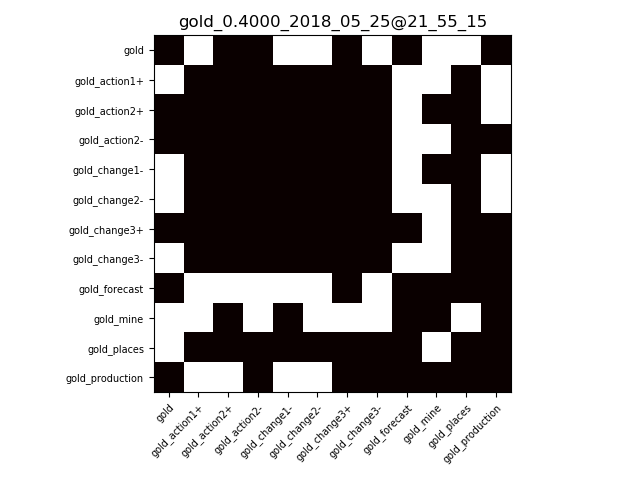 gold_0.4000_2018_05_25@21_55_15
gold
gold_action1+
gold_action2+
gold_action2-
gold_change1-
gold_change2-
gold_change3+
gold_change3-
gold_forecast
gold_mine
gold_places
gold_production
gold
gold_action1+
gold_action2+
gold_action2-
gold_change1-
gold_change2-
gold_change3+
gold_change3-
gold_forecast
gold_mine
gold_places
gold_production